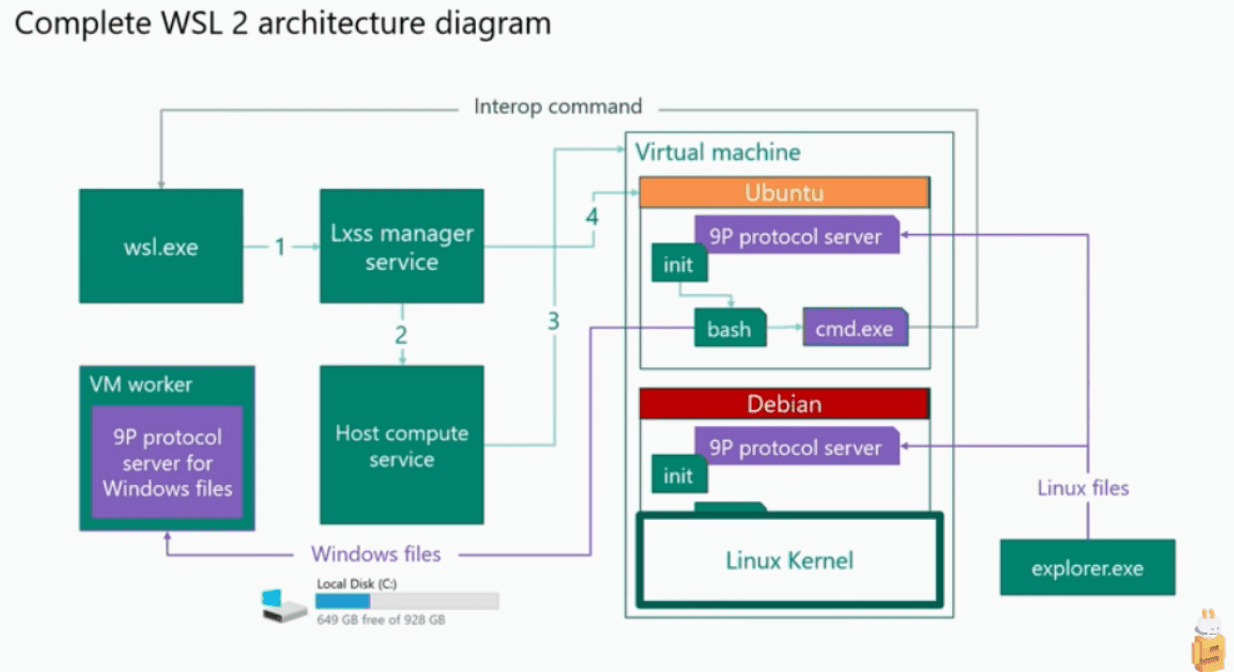 Complete WSL 2 architecture diagram
Interop command
Virtual machine
Ubuntu
9P protocol server
init
bash
cmd.exe
wsl.exe
1
Lxss manager
service
4
2
3
VM worker
9P protocol
server for
Windows files
Host compute
service
Debian
9P protocol server
init
Linux Kernel
Linux files
explorer.exe
Windows files
Local Disk (C:)
649 GB free of 928 GB